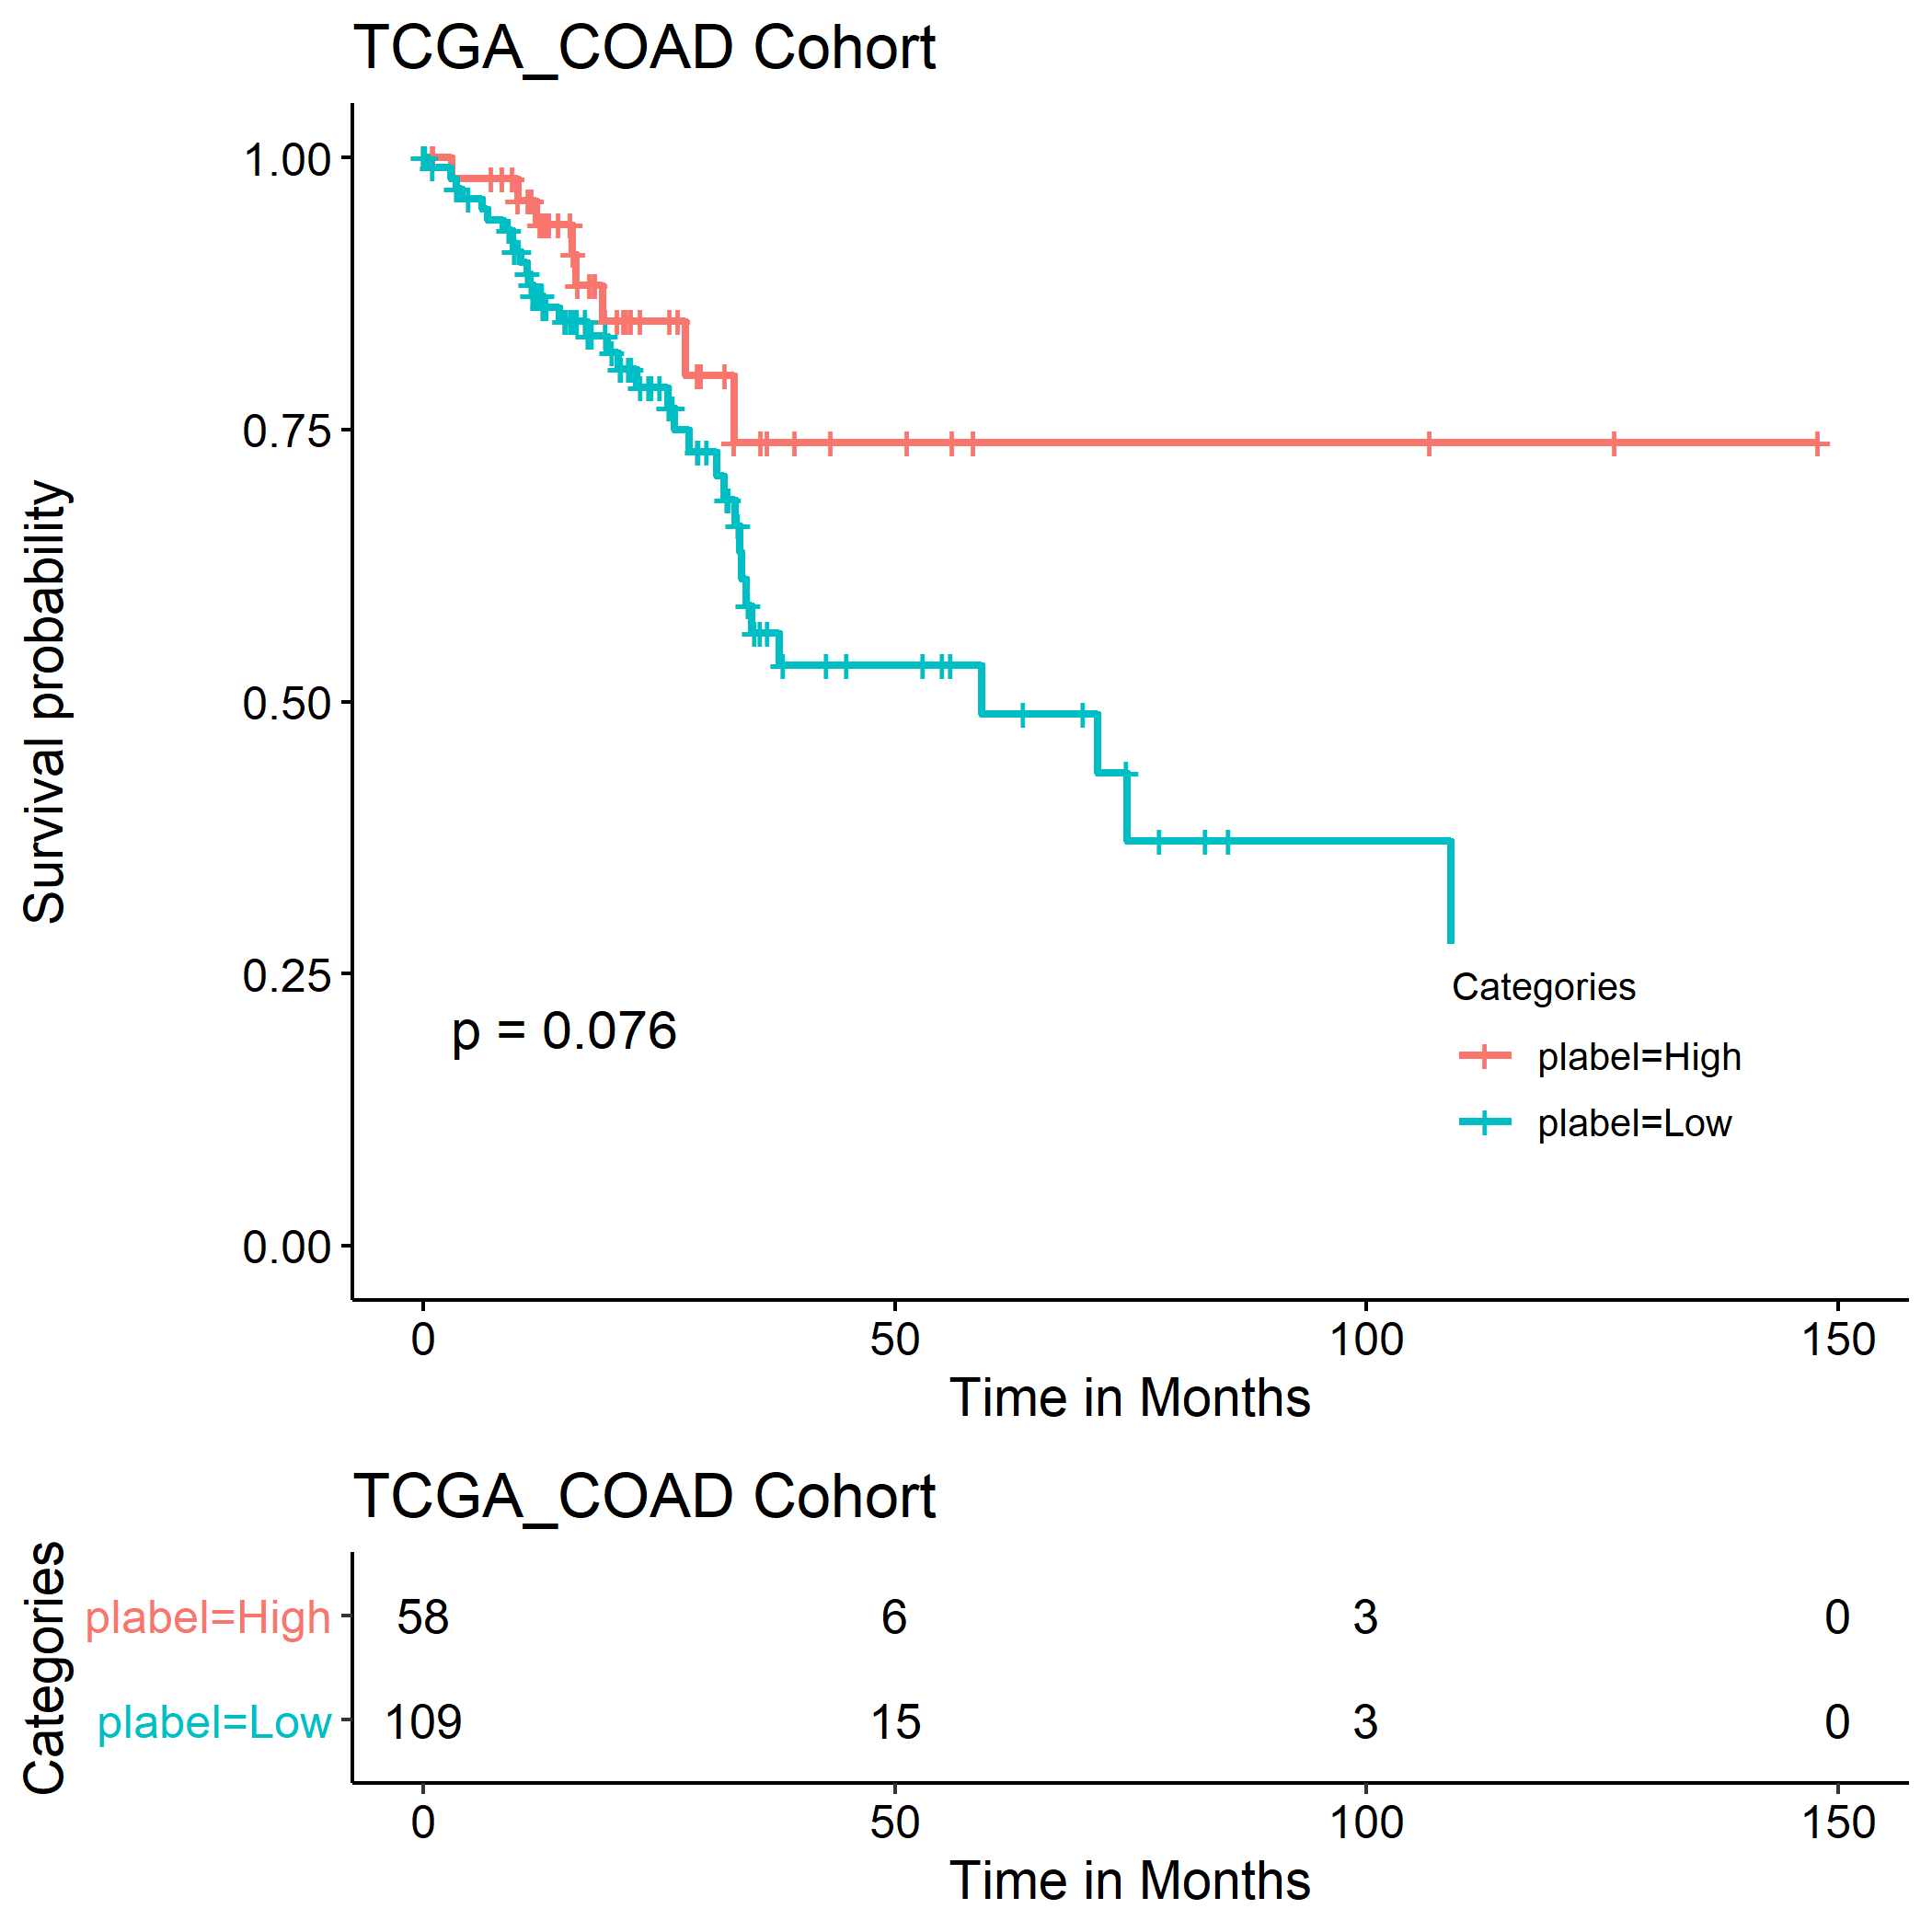 TCGA_COAD Cohort
Survival probability
1.00
0.75
0.50
0.25
0.00
p = 0.076
Categories
plabel=High
plabel=Low
0 50 100 150
Time in Months
TCGA_COAD Cohort
Categories
plabel=High 58 6 3 0
plabel=Low 109 15 3 0
0 50 100 150
Time in Months